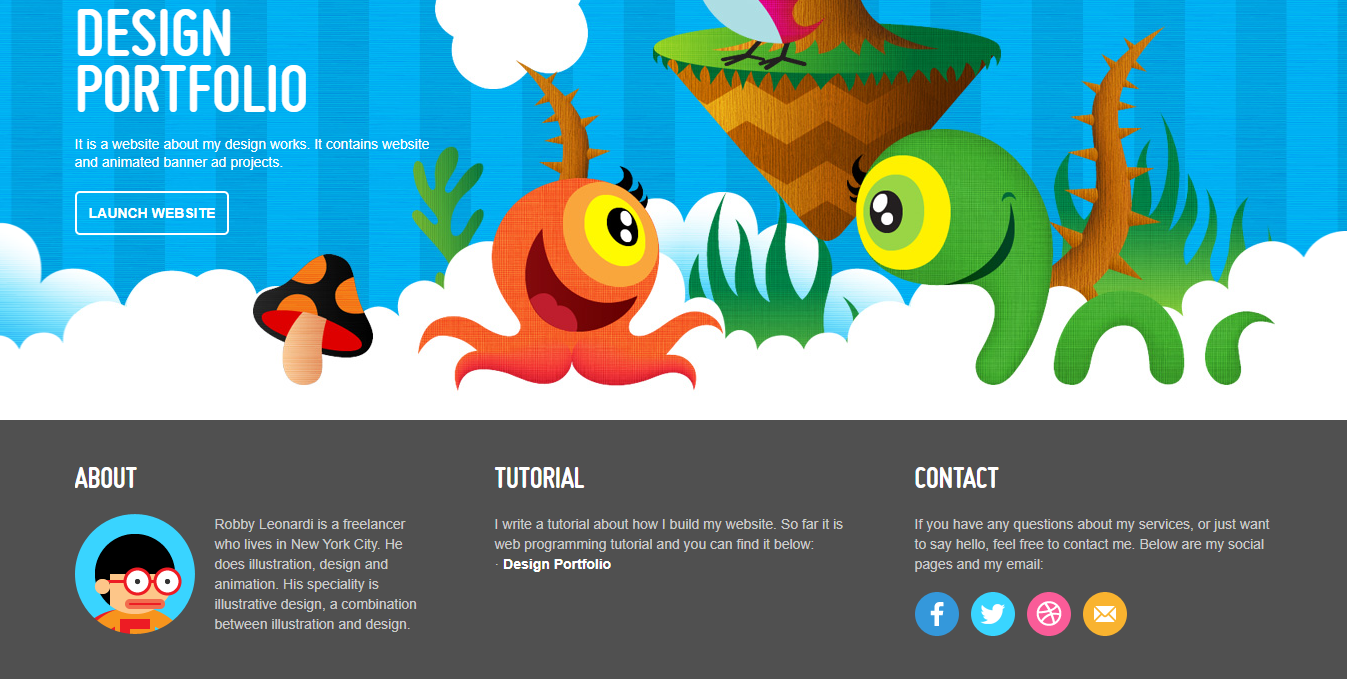 DESIGN
PORTFOLIO
It is a website about my design works. It contains website
and animated banner ad projects.
LAUNCH WEBSITE
ABOUT
Robby Leonardi is a freelancer
who lives in New York City. He
does illustration, design and
animation. His speciality is
illustrative design, a combination
between illustration and design.
TUTORIAL
I write a tutorial about how I build my website. So far it is
web programming tutorial and you can find it below:
· Design Portfolio
CONTACT
If you have any questions about my services, or just want
to say hello, feel free to contact me. Below are my social
pages and my email: